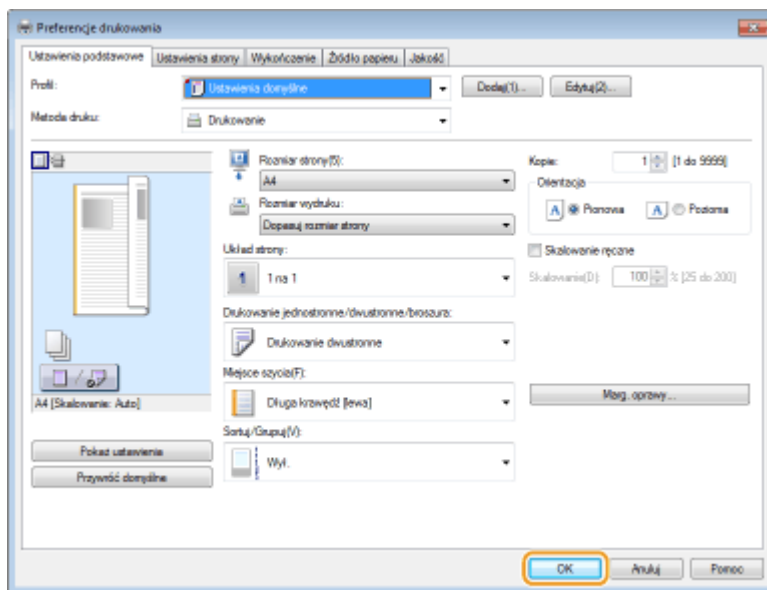 Preferencje drukowania
Ustawienia podstawowe Ustawienia strony Wykończenie Źródło papieru Jakość
Profil: Ustawienia domyślne Dodaj(1)... Edytuj(2)...
Metoda druku: Drukowanie
Rozmiar strony(5): Kopie: 1 [1 do 9999]
A4 Orientacja
Rozmiar wydruku: A Pionowa A Pozioma
Dopasuj rozmiar strony
Układ strony: Skalowanie ręczne
1 1 na 1 Skalowanie(D): 100 % [25 do 200]
Drukowanie jednostronne/dwustronne/broszura:
Drukowanie dwustronne
Miejsce szycia(F):
A4 [Skalowanie: Auto] Długa krawędź [lewa] Marg. oprawy...
Sortuj/Grupuj(V):
Pokaż ustawienia Wył.
Przywróć domyślne
OK Anuluj Pomoc